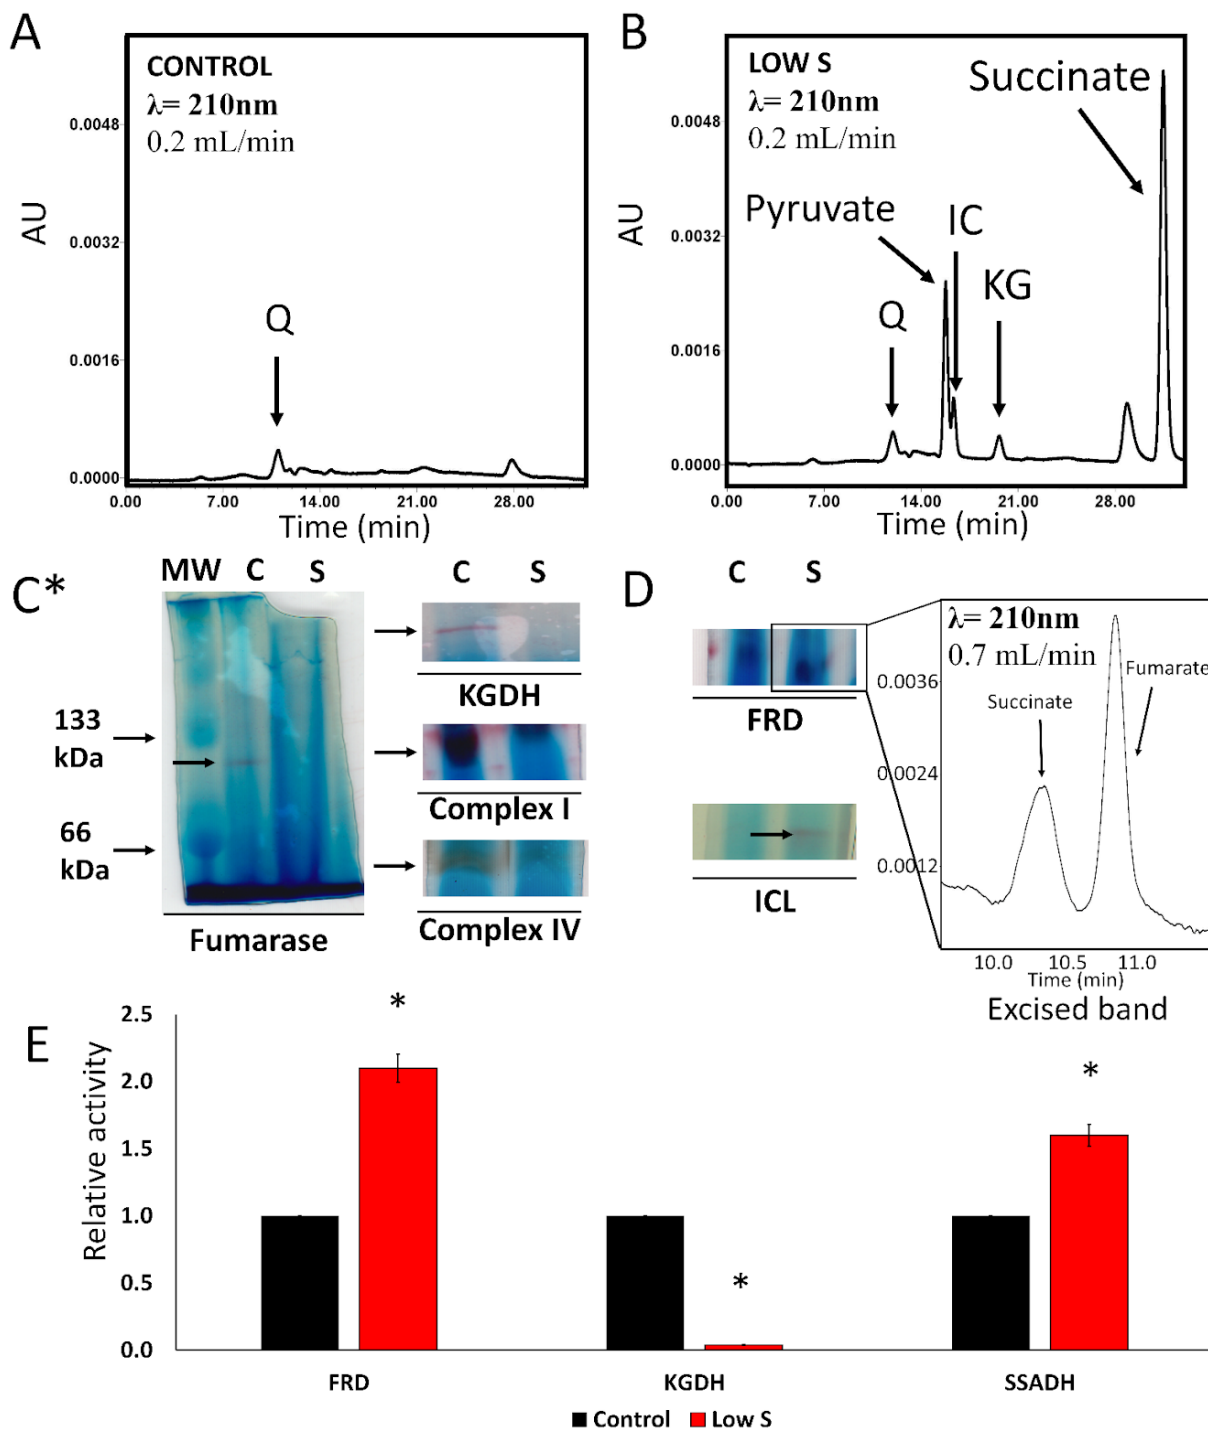 A
CONTROL
λ= 210nm
0.2 mL/min
AU
0.0048
0.0032
0.0016
0.0000
Q
0.00
7.00
14.00
21.00
28.00
Time (min)
B
LOW S
λ= 210nm
0.2 mL/min
AU
0.0048
0.0032
0.0016
0.0000
Succinate
Pyruvate
IC
Q
KG
0.00
7.00
14.00
21.00
28.00
Time (min)
C*
MW C S
133
kDa
66
kDa
Fumarase
C S
KGDH
Complex I
Complex IV
D
C S
FRD
ICL
λ= 210nm
0.7 mL/min
0.0036
0.0024
0.0012
Succinate
Fumarate
10.0 10.5 11.0
Time (min)
Excised band
E
Relative activity
2.5
2.0
1.5
1.0
0.5
0.0
*
*
*
FRD
KGDH
SSADH
Control
Low S